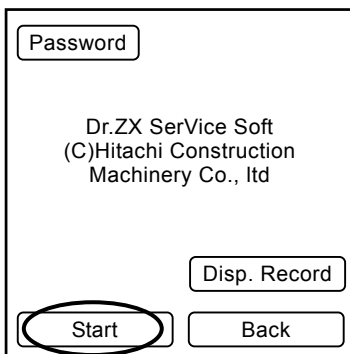 Password
Dr.ZX SerVice Soft
(C)Hitachi Construction
Machinery Co., ltd
Disp. Record
Start
Back